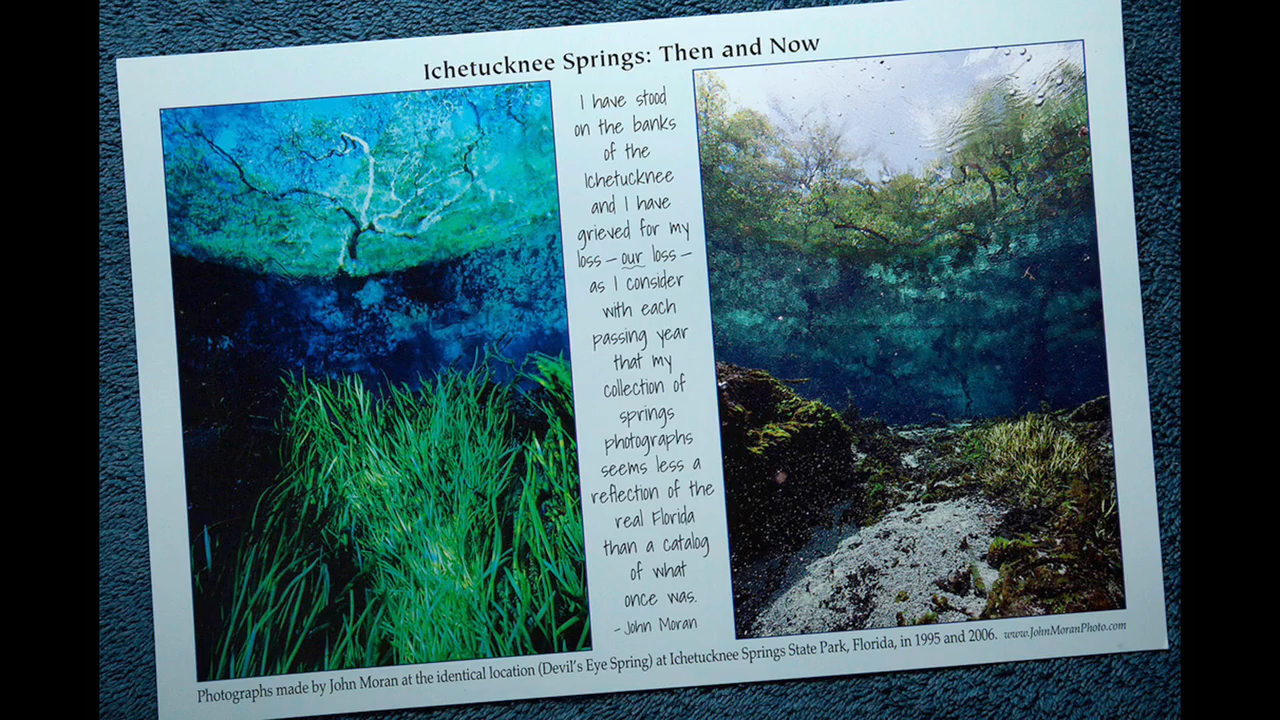 Ichetucknee Springs: Then and Now
I have stood
on the banks
of the
Ichetucknee
and I have
grieved for my
loss – our loss –
as I consider
with each
passing year
that my
collection of
springs
photographs
seems less a
reflection of the
real Florida
than a catalog
of what
once was.
- John Moran
Photographs made by John Moran at the identical location (Devil's Eye Spring) at Ichetucknee Springs State Park, Florida, in 1995 and 2006. www.JohnMoranPhoto.com